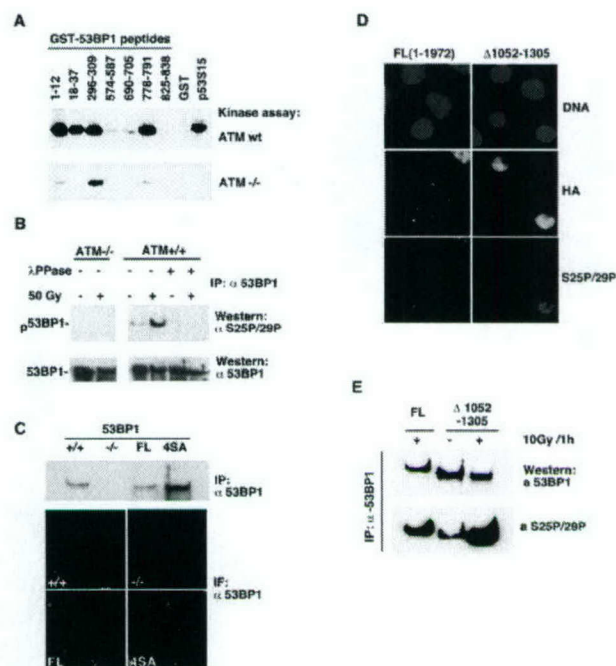 A
GST-53BP1 peptides
1-12
18-37
296-309
574-587
690-705
778-791
825-838
GST
p53S15
Kinase assay:
ATM wt
ATM -/-
B
ATM-/-
ATM+/+
λPPase
- - - - + +
IP: α 53BP1
50 Gy
- + - + - +
p53BP1-
Western:
α S25P/29P
53BP1-
Western:
α 53BP1
C
53BP1
+/+ -/- FL 4SA
IP:
α 53BP1
+/+
-/-
IF:
α 53BP1
FL
4SA
D
FL(1-1972)
Δ1052-1305
DNA
HA
S25P/29P
E
FL
Δ 1052
-1305
+ - +
10Gy /1h
IP: α -53BP1
Western:
a 53BP1
a S25P/29P